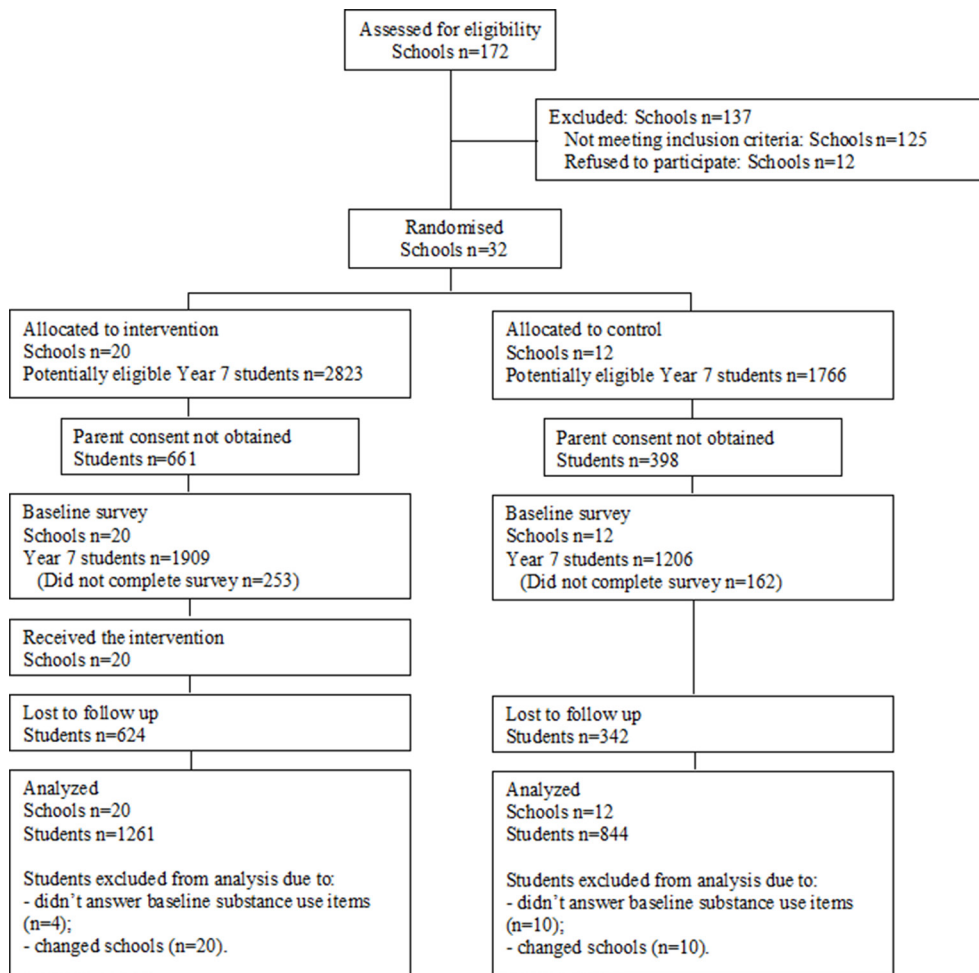 Assessed for eligibility
Schools n=172
Excluded: Schools n=137
Not meeting inclusion criteria: Schools n=125
Refused to participate: Schools n=12
Randomised
Schools n=32
Allocated to intervention
Schools n=20
Potentially eligible Year 7 students n=2823
Allocated to control
Schools n=12
Potentially eligible Year 7 students n=1766
Parent consent not obtained
Students n=661
Parent consent not obtained
Students n=398
Baseline survey
Schools n=20
Year 7 students n=1909
(Did not complete survey n=253)
Baseline survey
Schools n=12
Year 7 students n=1206
(Did not complete survey n=162)
Received the intervention
Schools n=20
Lost to follow up
Students n=624
Lost to follow up
Students n=342
Analyzed
Schools n=20
Students n=1261
Students excluded from analysis due to:
- didn't answer baseline substance use items
(n=4);
- changed schools (n=20).
Analyzed
Schools n=12
Students n=844
Students excluded from analysis due to:
- didn't answer baseline substance use items
(n=10);
- changed schools (n=10).